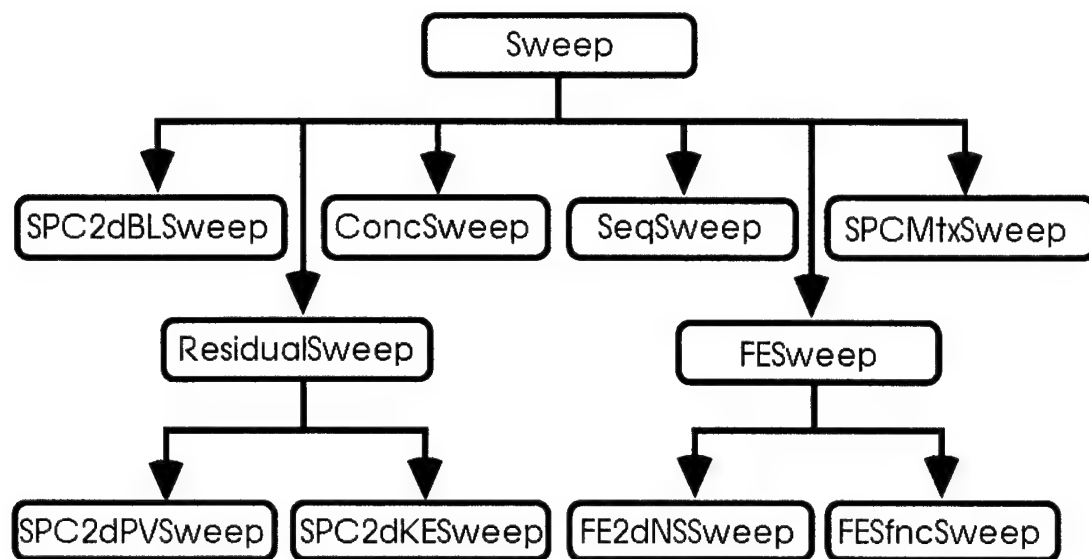 Sweep
SPC2dBLSweep
ConcSweep
SeqSweep
SPCMtxSweep
ResidualSweep
FESweep
SPC2dPVSweep
SPC2dKESweep
FE2dNSSweep
FESfncSweep